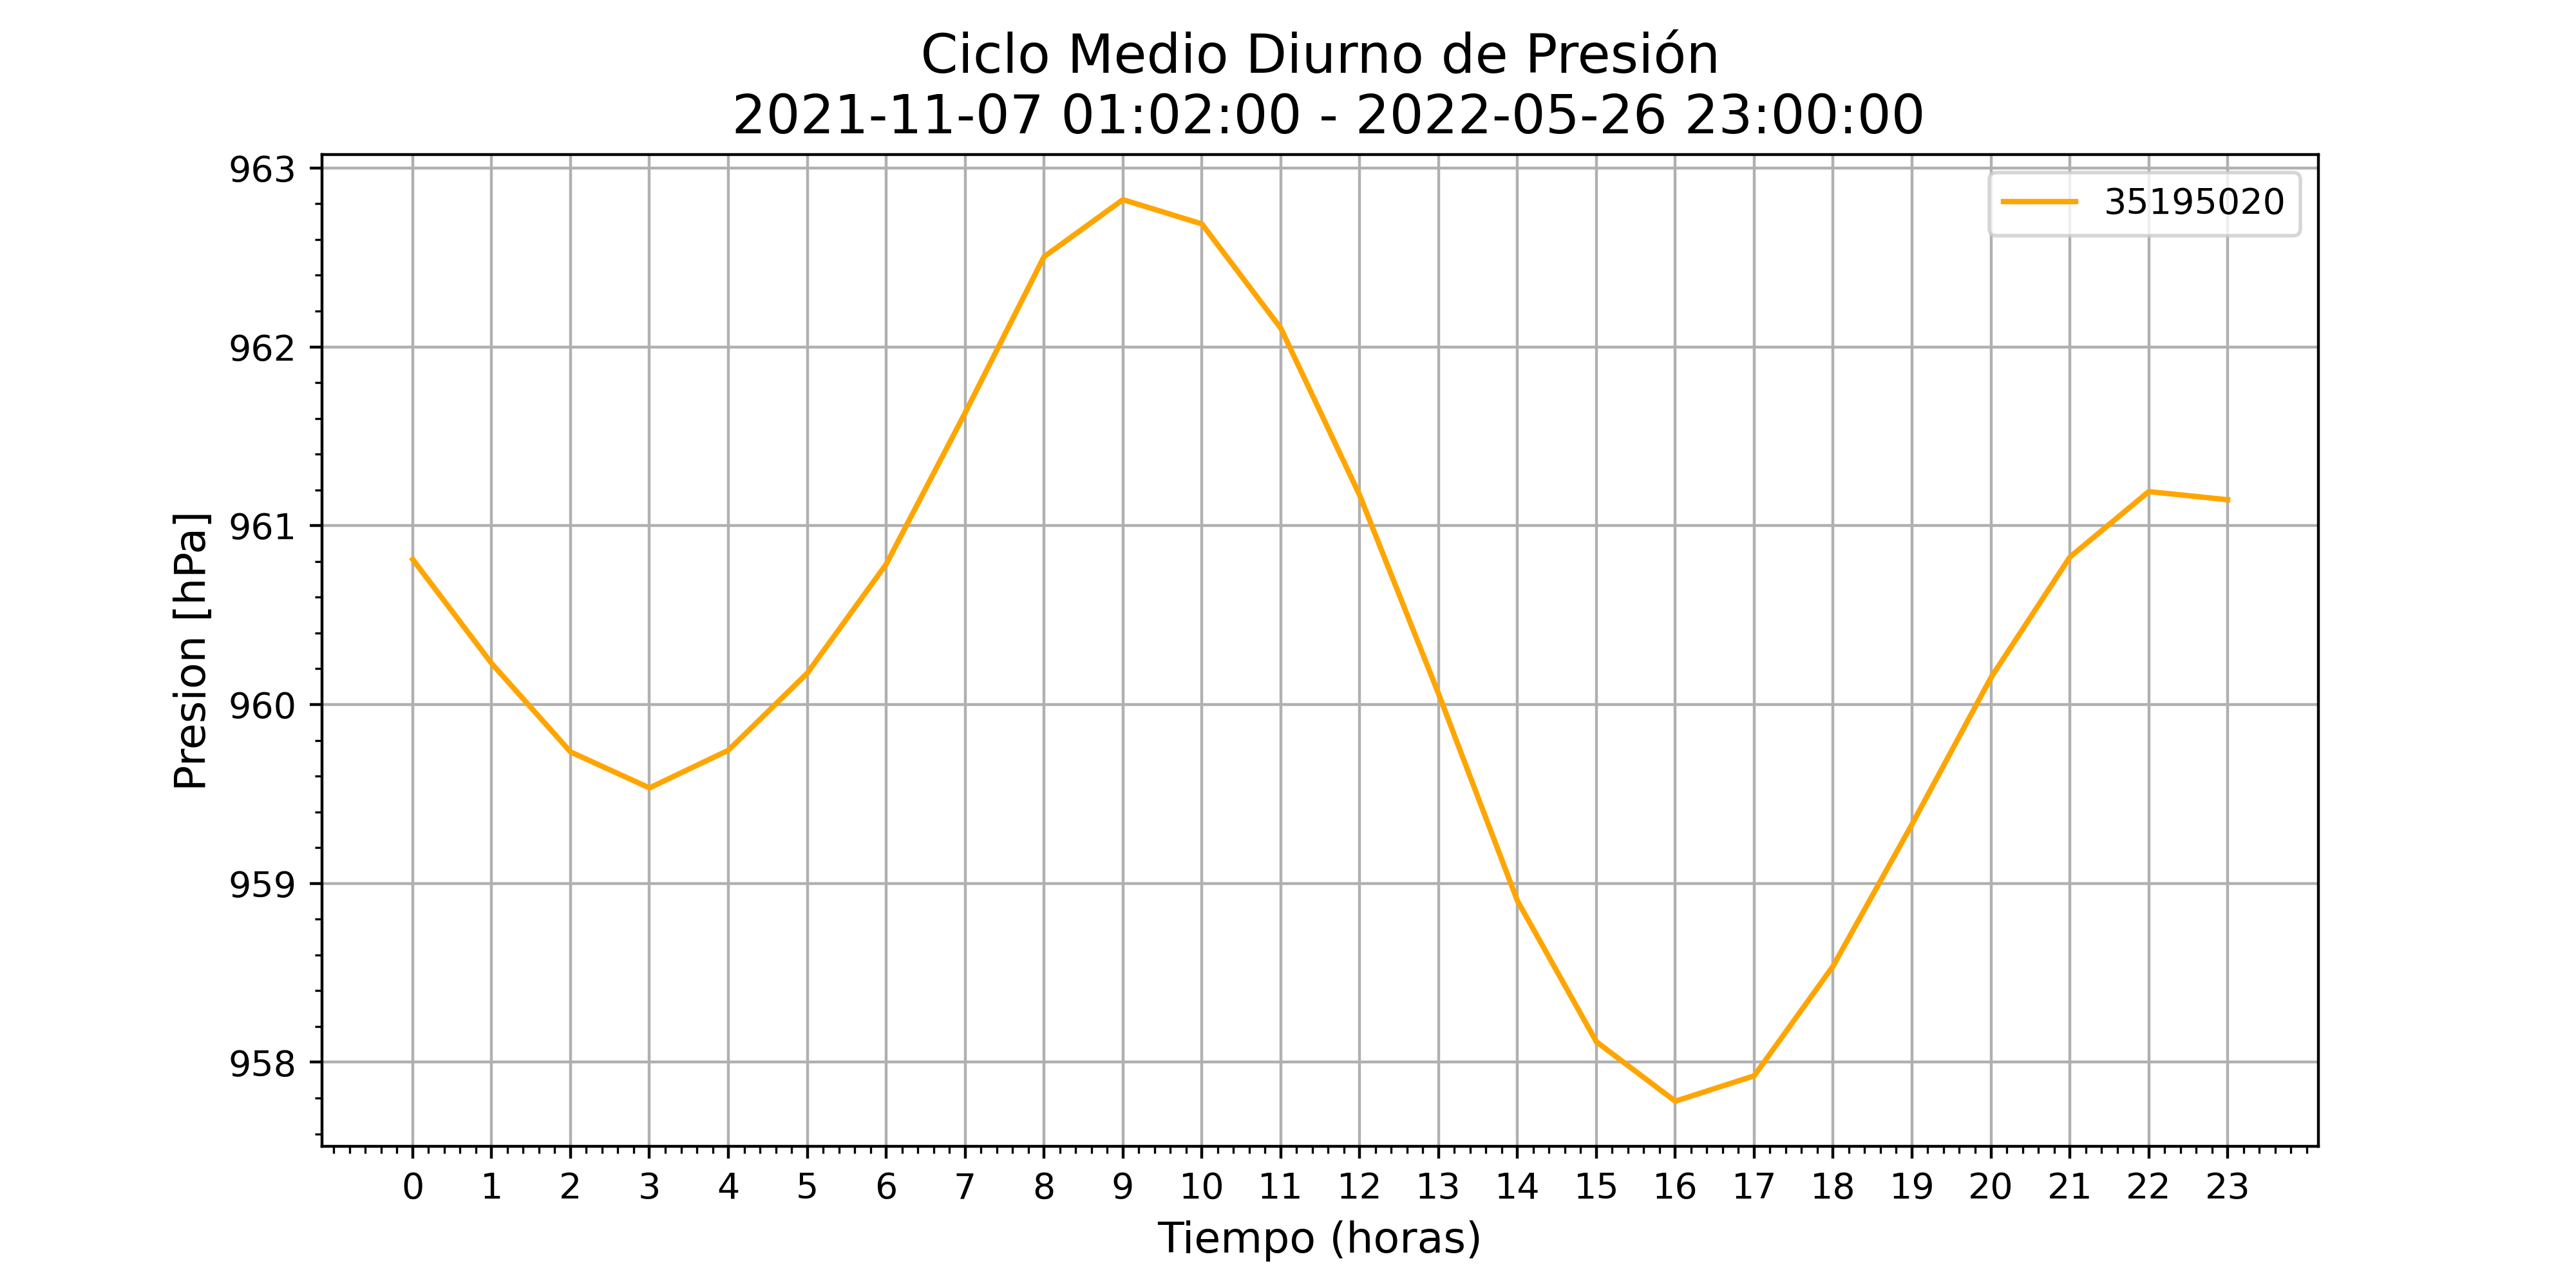 Ciclo Medio Diurno de Presión
2021-11-07 01:02:00 - 2022-05-26 23:00:00
35195020
Presion [hPa]
963
962
961
960
959
958
0 1 2 3 4 5 6 7 8 9 10 11 12 13 14 15 16 17 18 19 20 21 22 23
Tiempo (horas)